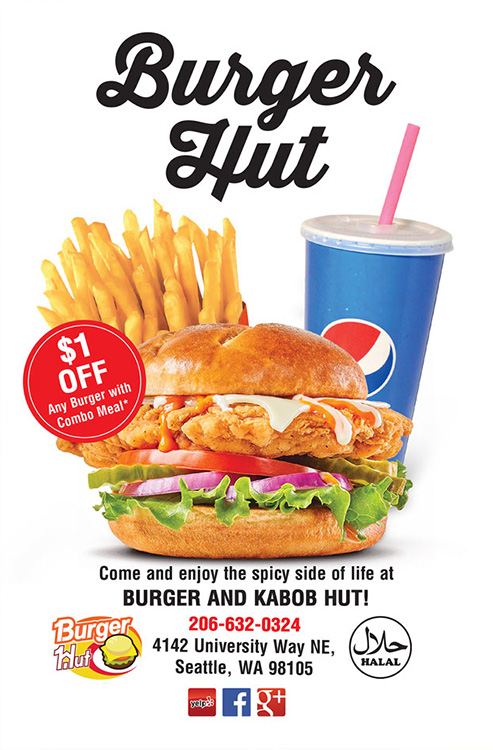 Burger
Hut
$1
OFF
Any Burger with
Combo Meal*
Come and enjoy the spicy side of life at
BURGER AND KABOB HUT!
206-632-0324
4142 University Way NE,
Seattle, WA 98105
Burger
Hut
حلال
HALAL
yelp
f
g+